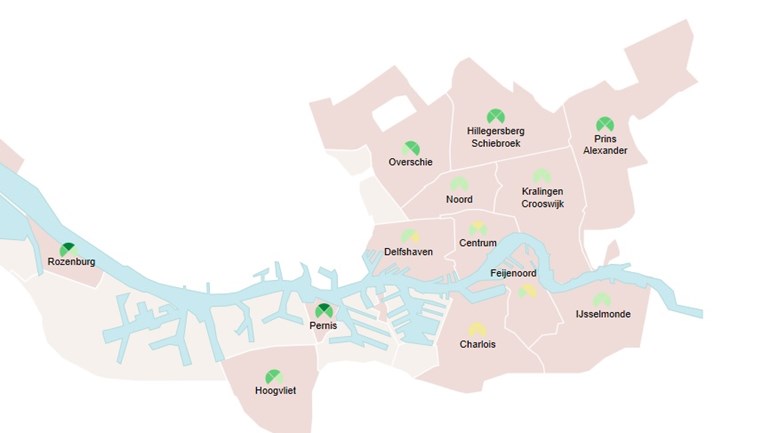 Hillegersberg
Schiebroek
Prins
Alexander
Overschie
Kralingen
Crooswijk
Noord
Centrum
Delfshaven
Rozenburg
Feijenoord
IJsselmonde
Pernis
Charlois
Hoogvliet